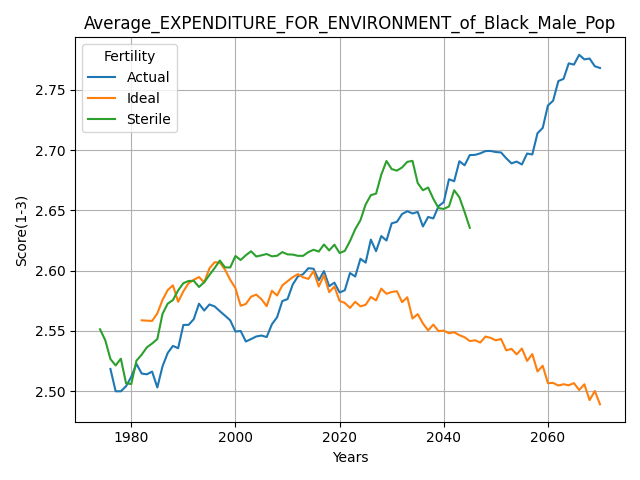 Average_EXPENDITURE_FOR_ENVIRONMENT_of_Black_Male_Pop
Fertility
Actual
Ideal
Sterile
Score(1-3)
2.75
2.70
2.65
2.60
2.55
2.50
1980 2000 2020 2040 2060
Years